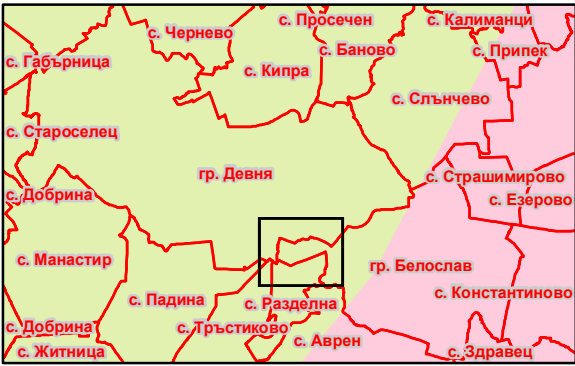 с. Просечен
с. Калиманци
с. Чернево
с. Баново
с. Припек
с. Габърница
с. Кипра
с. Слънчево
с. Староселец
гр. Девня
с. Страшимирово
с. Добрина
с. Езерово
с. Манастир
гр. Белослав
с. Константиново
с. Падина
с. Разделна
с. Добрина
с. Тръстиково
с. Аврен
с. Житница
с. Здравец